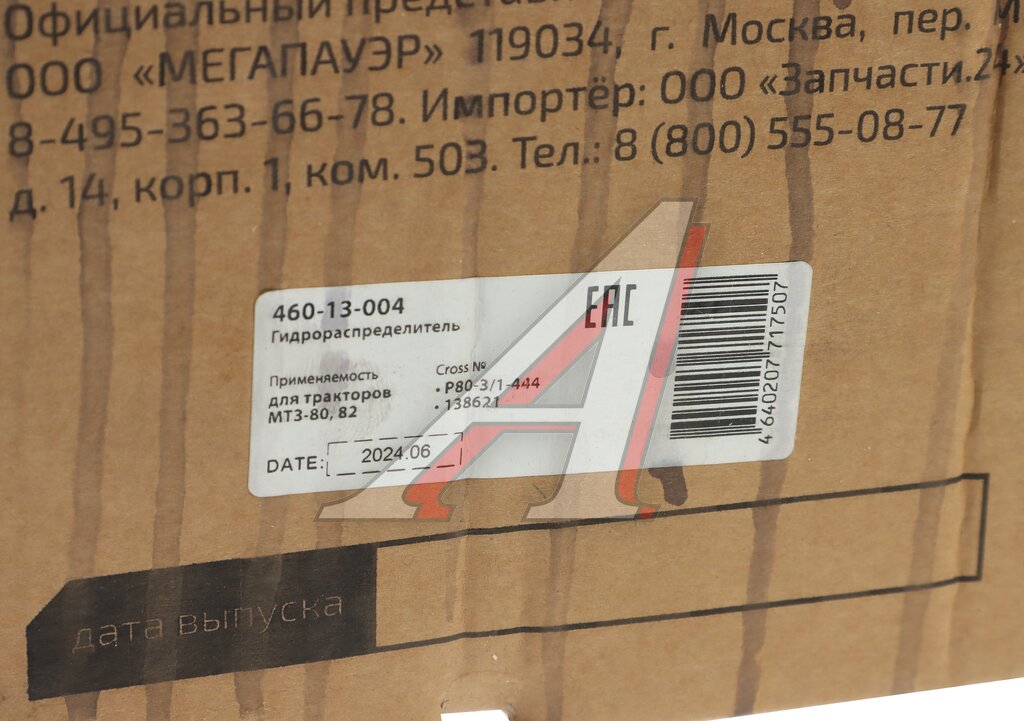 Официальный
ООО «МЕГАПАУЭР» 119034, г. Москва, пер.
8-495-363-66-78. Импортёр: ООО «Запчасти.24»
д. 14, корп. 1, ком. 503. Тел.: 8 (800) 555-08-77
460-13-004
Гидрораспределитель
EAC
Применяемость
для тракторов
МТЗ-80, 82
Cross №
• Р80-3/1-444
• 138621
DATE: 2024.06
4 640207 717507
дата выпуска